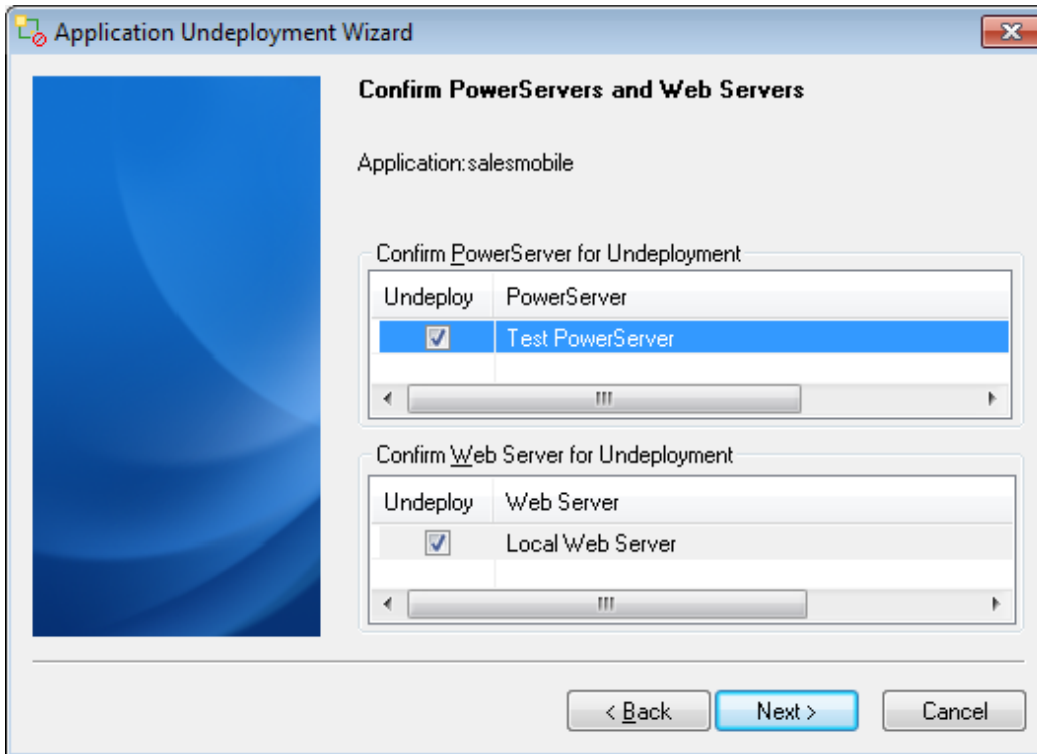 Application Undeployment Wizard
Confirm PowerServers and Web Servers
Application:salesmobile
Confirm PowerServer for Undeployment
Undeploy PowerServer
Test PowerServer
Confirm Web Server for Undeployment
Undeploy Web Server
Local Web Server
< Back Next > Cancel